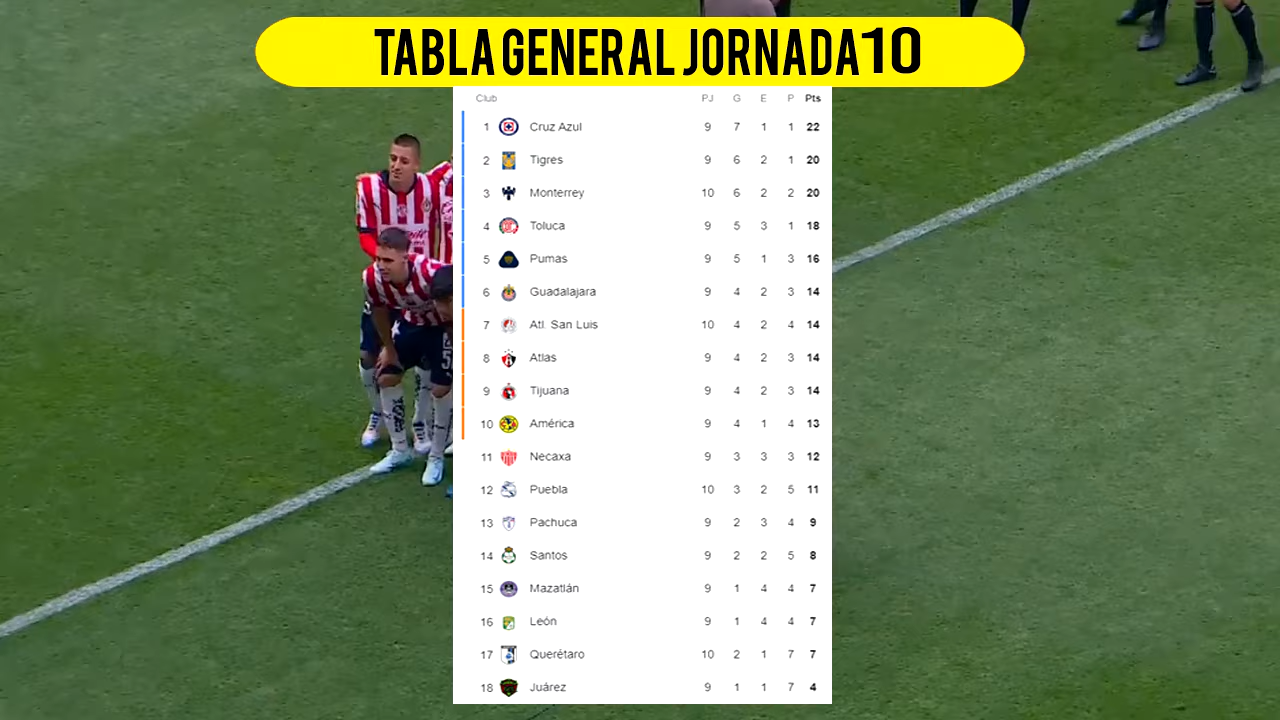 TABLA GENERAL JORNADA 10
Club PJ G E P Pts
1 Cruz Azul 9 7 1 1 22
2 Tigres 9 6 2 1 20
3 Monterrey 10 6 2 2 20
4 Toluca 9 5 3 1 18
5 Pumas 9 5 1 3 16
6 Guadalajara 9 4 2 3 14
7 Atl. San Luis 10 4 2 4 14
8 Atlas 9 4 2 3 14
9 Tijuana 9 4 2 3 14
10 América 9 4 1 4 13
11 Necaxa 9 3 3 3 12
12 Puebla 10 3 2 5 11
13 Pachuca 9 2 3 4 9
14 Santos 9 2 2 5 8
15 Mazatlán 9 1 4 4 7
16 León 9 1 4 4 7
17 Querétaro 10 2 1 7 7
18 Juárez 9 1 1 7 4
5